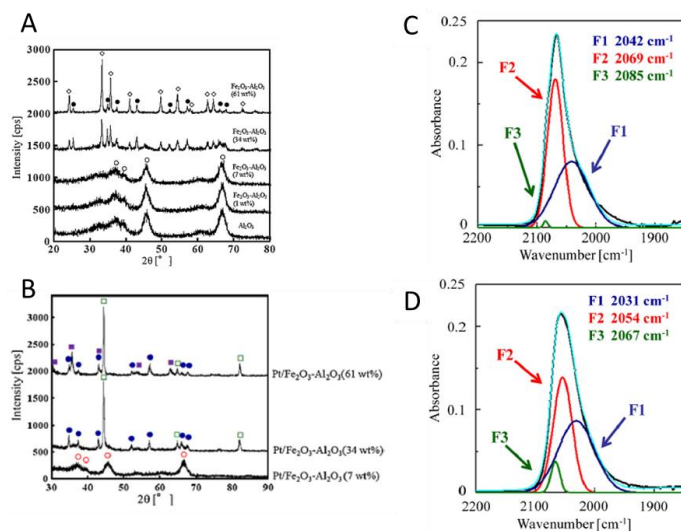 A
Intensity [cps]
3000
2500
2000
1500
1000
500
0
Fe₂O₃-Al₂O₃
(61 wt%)
Fe₂O₃-Al₂O₃
(34 wt%)
Fe₂O₃-Al₂O₃
(7 wt%)
Fe₂O₃-Al₂O₃
(1 wt%)
Al₂O₃
20 30 40 50 60 70 80
2θ [°]
B
Intensity [cps]
3000
2500
2000
1500
1000
500
0
Pt/Fe₂O₃-Al₂O₃(61 wt%)
Pt/Fe₂O₃-Al₂O₃(34 wt%)
Pt/Fe₂O₃-Al₂O₃(7 wt%)
30 40 50 60 70 80 90
2θ [°]
C
Absorbance
0.25
0.2
0.1
0
F1 2042 cm⁻¹
F2 2069 cm⁻¹
F3 2085 cm⁻¹
F2
F3
F1
2200 2100 2000 1900
Wavenumber [cm⁻¹]
D
Absorbance
0.25
0.2
0.1
0
F1 2031 cm⁻¹
F2 2054 cm⁻¹
F3 2067 cm⁻¹
F2
F1
F3
2200 2100 2000 1900
Wavenumber [cm⁻¹]